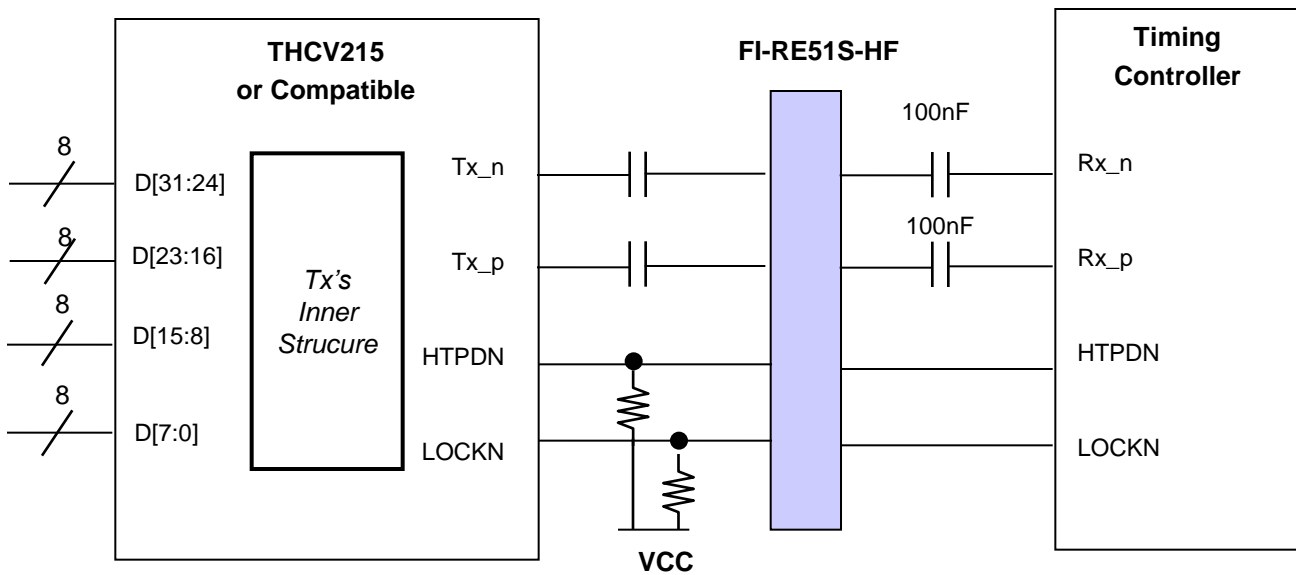 THCV215
or Compatible
FI-RE51S-HF
Timing
Controller
100nF
8
D[31:24]
Tx_n
Rx_n
8
D[23:16]
Tx_p
100nF
Rx_p
Tx's
Inner
Strucure
8
D[15:8]
HTPDN
HTPDN
8
D[7:0]
LOCKN
LOCKN
VCC